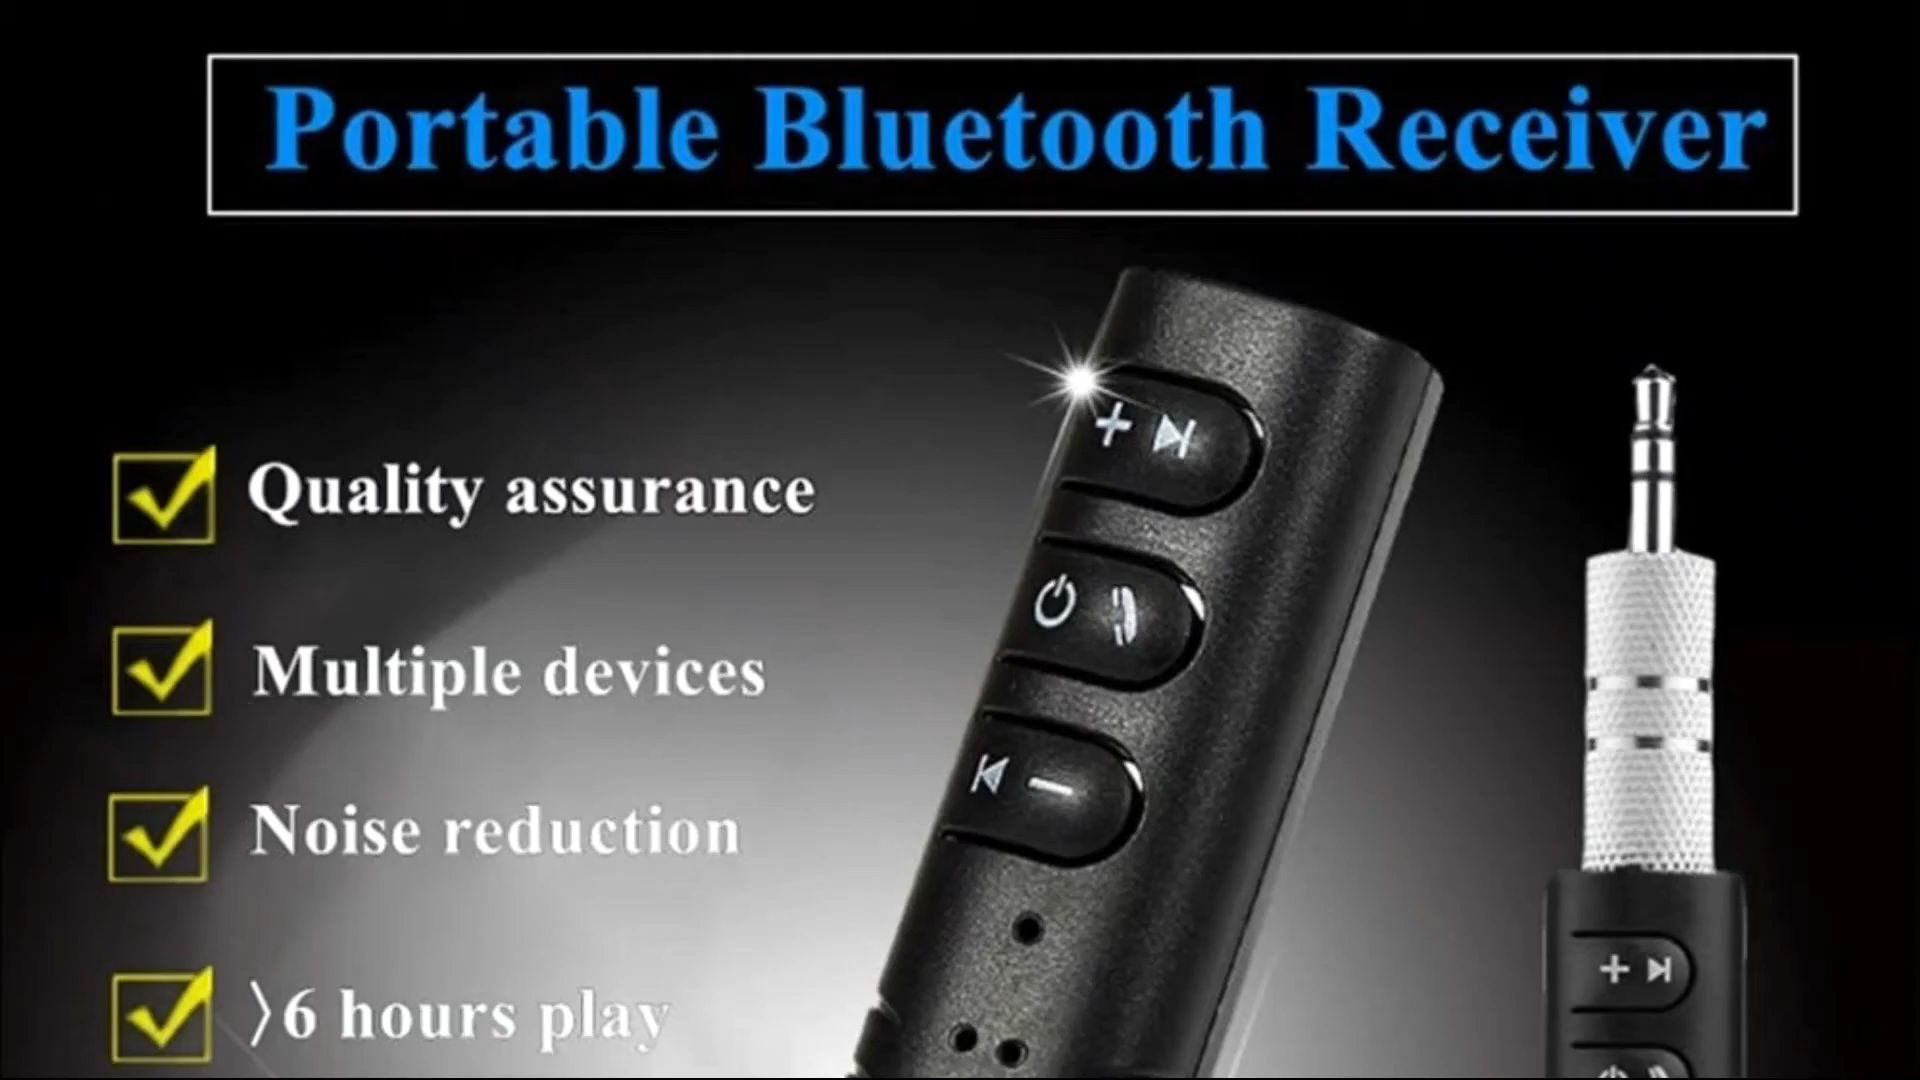 Portable Bluetooth Receiver
Quality assurance
Multiple devices
Noise reduction
〉6 hours play